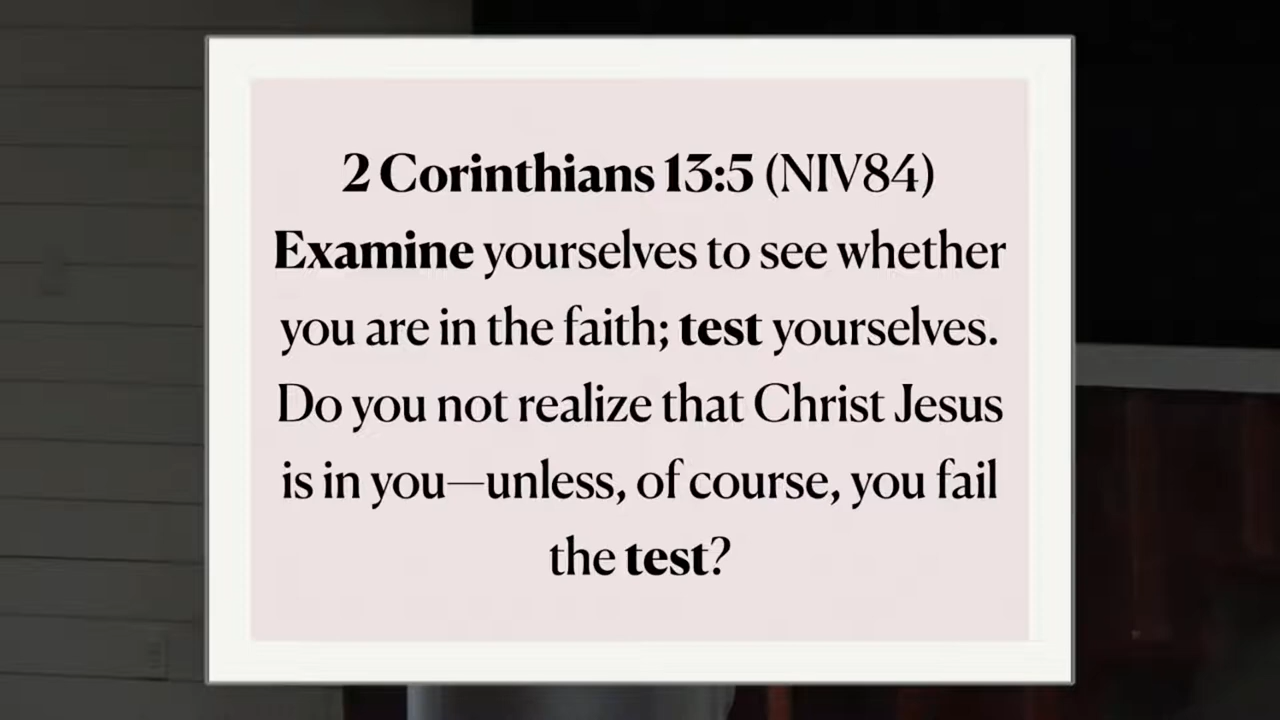 2 Corinthians 13:5 (NIV84)
Examine yourselves to see whether
you are in the faith; test yourselves.
Do you not realize that Christ Jesus
is in you—unless, of course, you fail
the test?